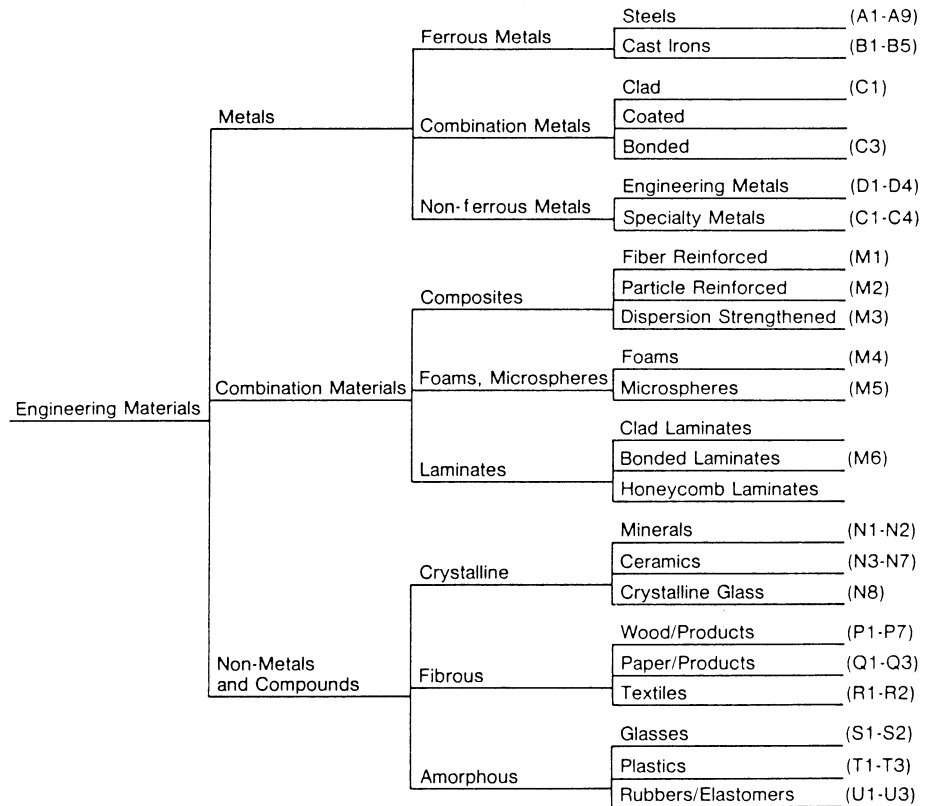 Steels (A1-A9)
Ferrous Metals
Cast Irons (B1-B5)
Clad (C1)
Metals
Combination Metals
Coated
Bonded (C3)
Engineering Metals (D1-D4)
Non-ferrous Metals
Specialty Metals (C1-C4)
Fiber Reinforced (M1)
Composites
Particle Reinforced (M2)
Dispersion Strengthened (M3)
Foams (M4)
Combination Materials
Foams, Microspheres
Microspheres (M5)
Engineering Materials
Clad Laminates
Laminates
Bonded Laminates (M6)
Honeycomb Laminates
Minerals (N1-N2)
Crystalline
Ceramics (N3-N7)
Crystalline Glass (N8)
Wood/Products (P1-P7)
Non-Metals
and Compounds
Fibrous
Paper/Products (Q1-Q3)
Textiles (R1-R2)
Glasses (S1-S2)
Amorphous
Plastics (T1-T3)
Rubbers/Elastomers (U1-U3)